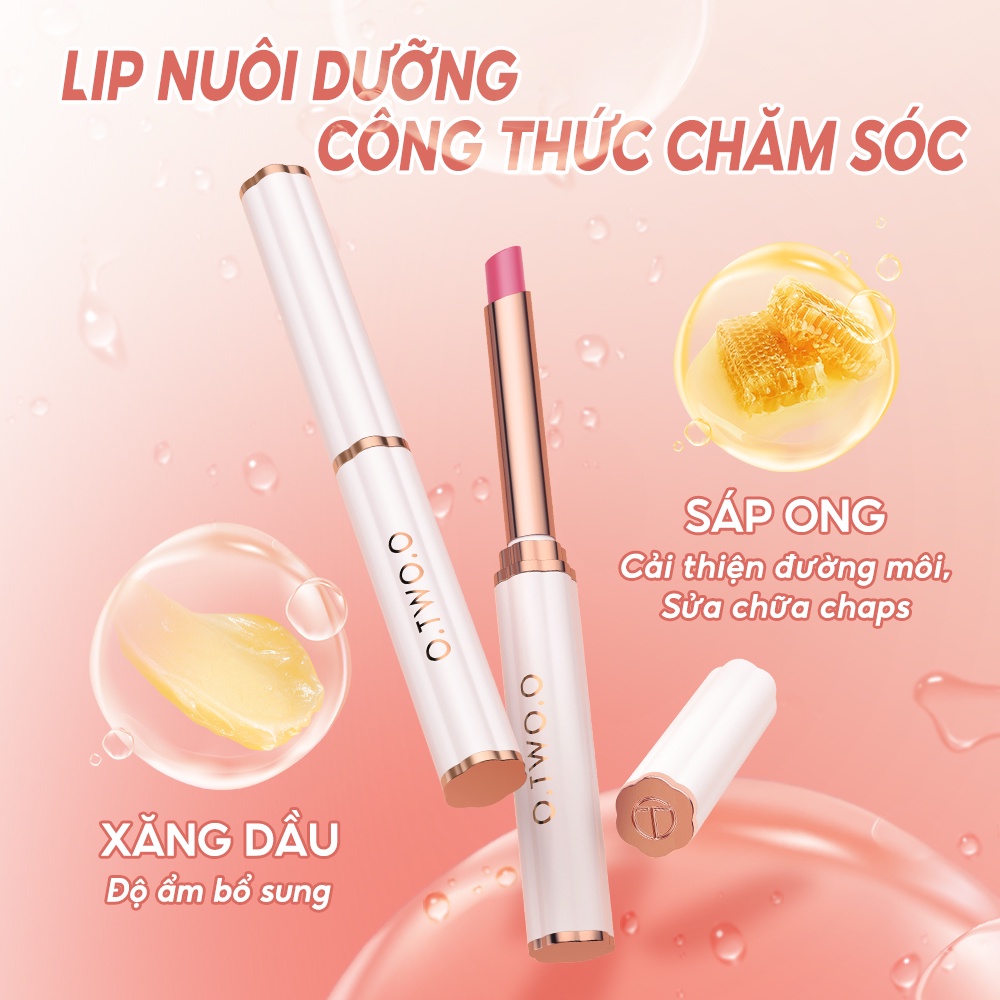 LIP NUÔI DƯỠNG
CÔNG THỨC CHĂM SÓC
SÁP ONG
Cải thiện đường môi,
Sửa chữa chaps
O.TWO.O
O.TWO.O
XĂNG DẦU
Độ ẩm bổ sung